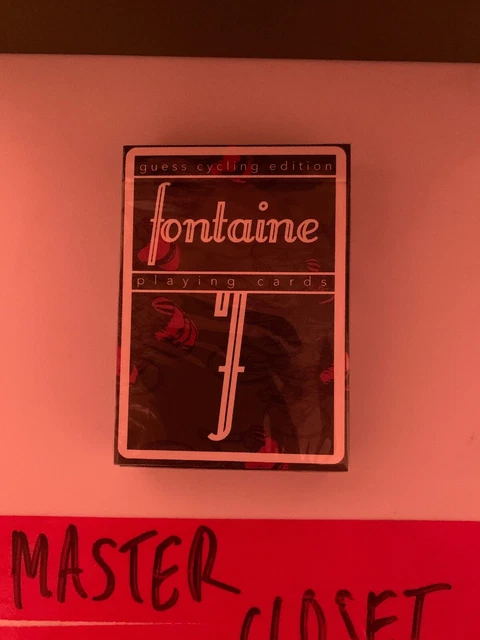 guess cycling edition
fontaine
playing cards
f
MASTER
CLOSET